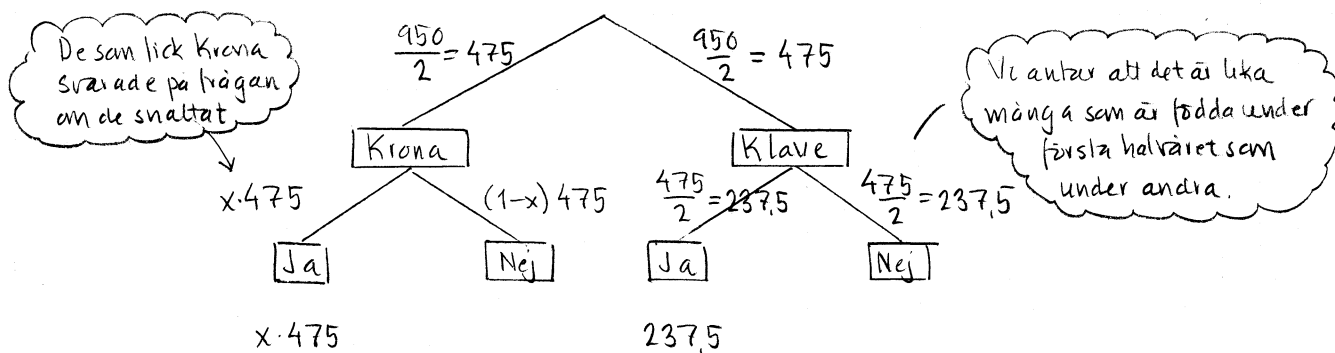 De som fick Krona
svarade på frågan
om de snattat
950/2 = 475
950/2 = 475
Vi antar att det är lika
många som är födda under
första halvåret som
under andra.
Krona
Klave
x·475
(1-x) 475
475/2 = 237,5
475/2 = 237,5
Ja
Nej
Ja
Nej
x·475
237,5